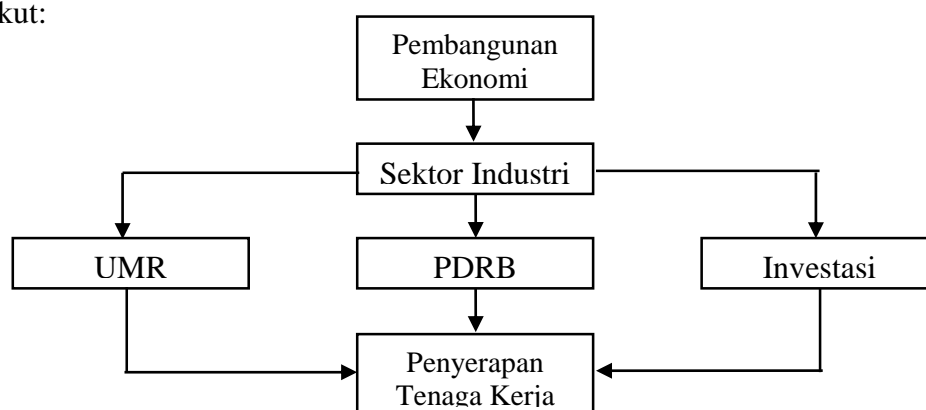 kut:
Pembangunan
Ekonomi
Sektor Industri
UMR
PDRB
Investasi
Penyerapan
Tenaga Kerja